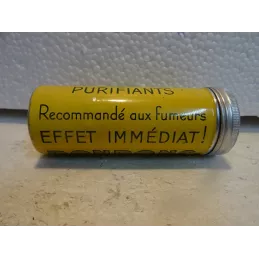 PURIFIANTS
Recommandé aux fumeurs
EFFET IMMÉDIAT!